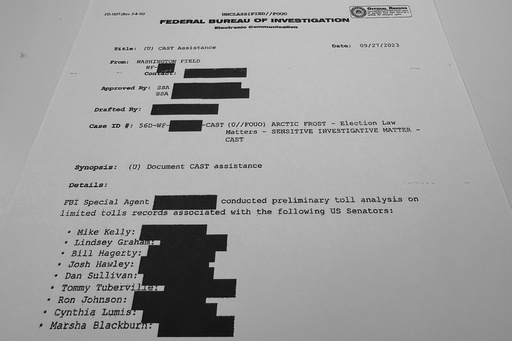 FD-1057 (Rev. 5-8-10)
UNCLASSIFIED//FOUO
FEDERAL BUREAU OF INVESTIGATION
Electronic Communication
Title: (U) CAST Assistance
Date: 09/27/2023
From: WASHINGTON FIELD
WF-
Contact:
Approved By: SSA
SSA
Drafted By:
Case ID #: 56D-WF- -CAST (U//FOUO) ARCTIC FROST - Election Law
Matters - SENSITIVE INVESTIGATIVE MATTER -
CAST
Synopsis: (U) Document CAST assistance
Details:
FBI Special Agent conducted preliminary toll analysis on
limited tolls records associated with the following US Senators:
• Mike Kelly:
• Lindsey Graham:
• Bill Hagerty:
• Josh Hawley:
• Dan Sullivan:
• Tommy Tuberville:
• Ron Johnson:
• Cynthia Lumis:
• Marsha Blackburn: